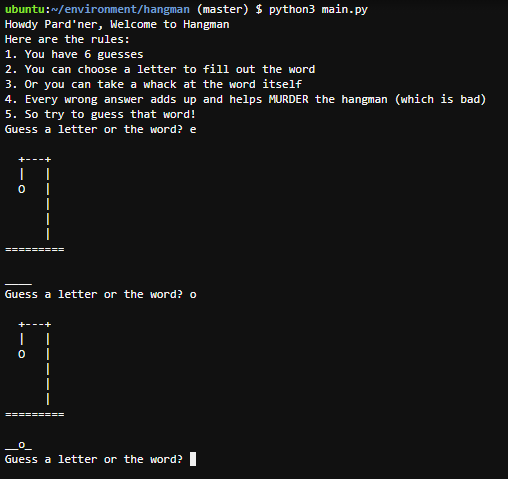 ubuntu:~/environment/hangman (master) $ python3 main.py
Howdy Pard'ner, Welcome to Hangman
Here are the rules:
1. You have 6 guesses
2. You can choose a letter to fill out the word
3. Or you can take a whack at the word itself
4. Every wrong answer adds up and helps MURDER the hangman (which is bad)
5. So try to guess that word!
Guess a letter or the word? e
  +---+
  |   |
  O   |
      |
      |
      |
=========
____
Guess a letter or the word? o
  +---+
  |   |
  O   |
      |
      |
      |
=========
__o_
Guess a letter or the word?